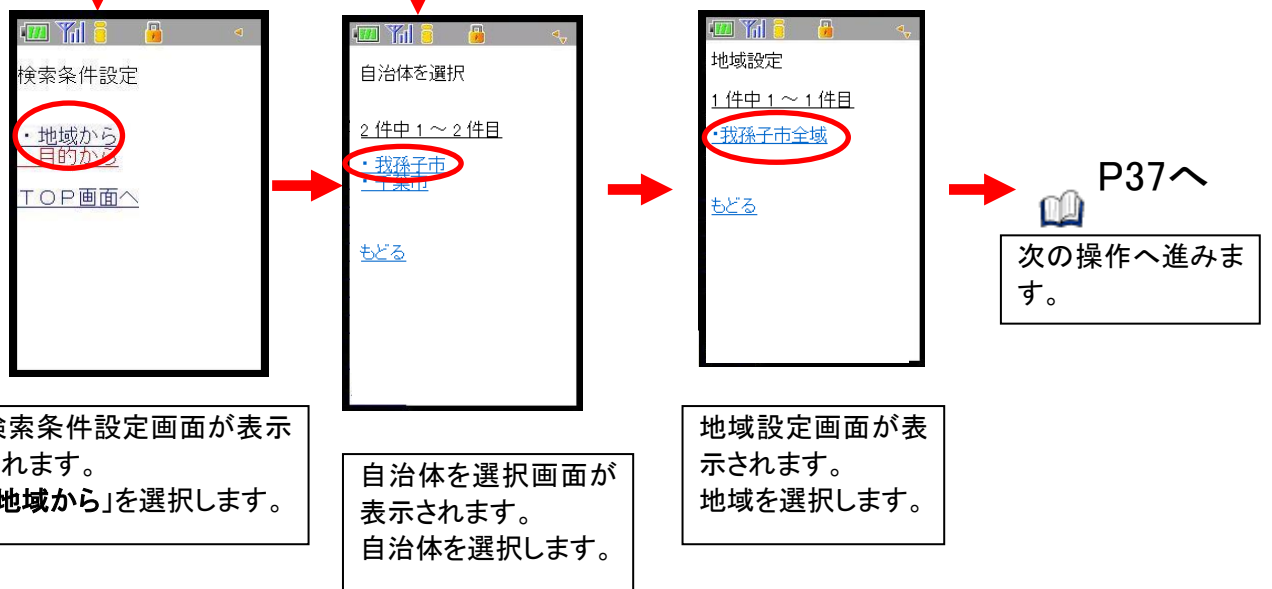 検索条件設定
・地域から
・目的から
TOP画面へ
検索条件設定画面が表示
されます。
「地域から」を選択します。
自治体を選択
2件中1～2件目
・我孫子市
・千葉市
もどる
自治体を選択画面が
表示されます。
自治体を選択します。
地域設定
1件中1～1件目
・我孫子市全域
もどる
地域設定画面が表
示されます。
地域を選択します。
P37へ
次の操作へ進みま
す。